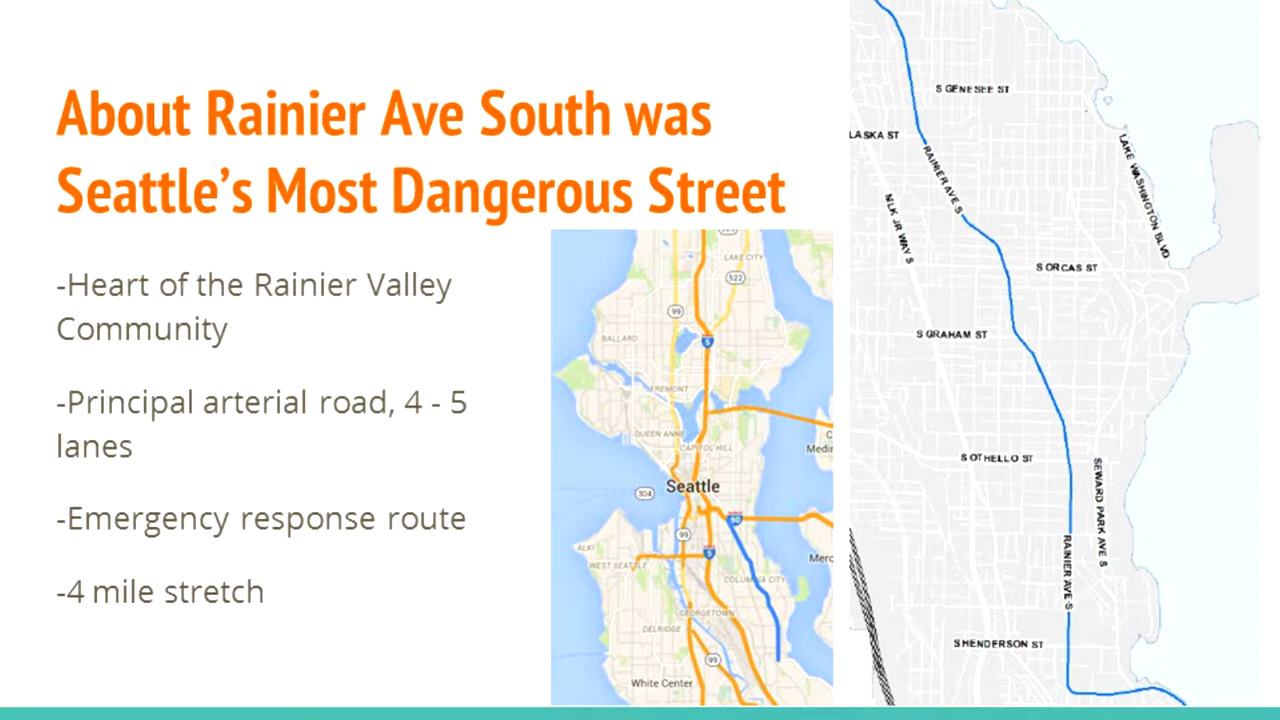 About Rainier Ave South was
Seattle's Most Dangerous Street
-Heart of the Rainier Valley
Community
-Principal arterial road, 4 - 5
lanes
-Emergency response route
-4 mile stretch
LAKE CITY
522
99
BALLARD
5
FREMONT
QUEEN ANNE
CAPITOL HILL
Medi
Seattle
304
90
99
ALKI
5
WEST SEATTLE
Merc
COLUMBIA CITY
GEORGETOWN
DELRIDGE
99
White Center
S GENESEE ST
LASKA ST
RAINIER AVE S
LAKE WASHINGTON BLVD
MLK JR WAY S
S ORCAS ST
S GRAHAM ST
S OTHELLO ST
SEWARD PARK AVE S
RAINIER AVE S
S HENDERSON ST